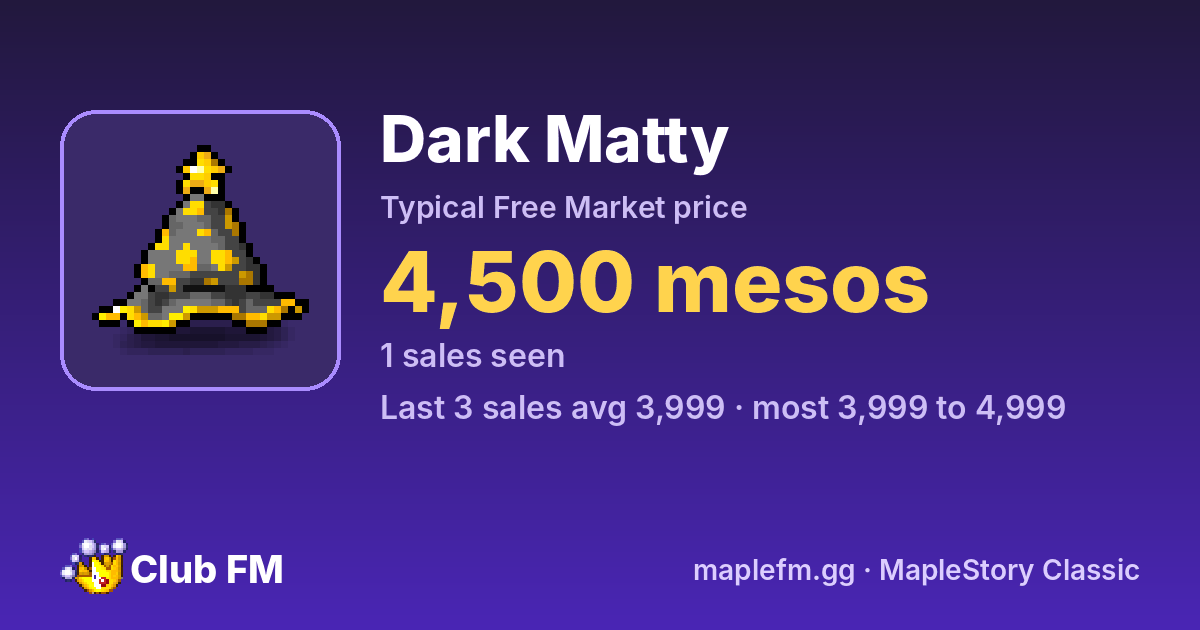 Dark Matty
Typical Free Market price
4,500 mesos
1 sales seen
Last 3 sales avg 3,999 · most 3,999 to 4,999
Club FM
maplefm.gg · MapleStory Classic